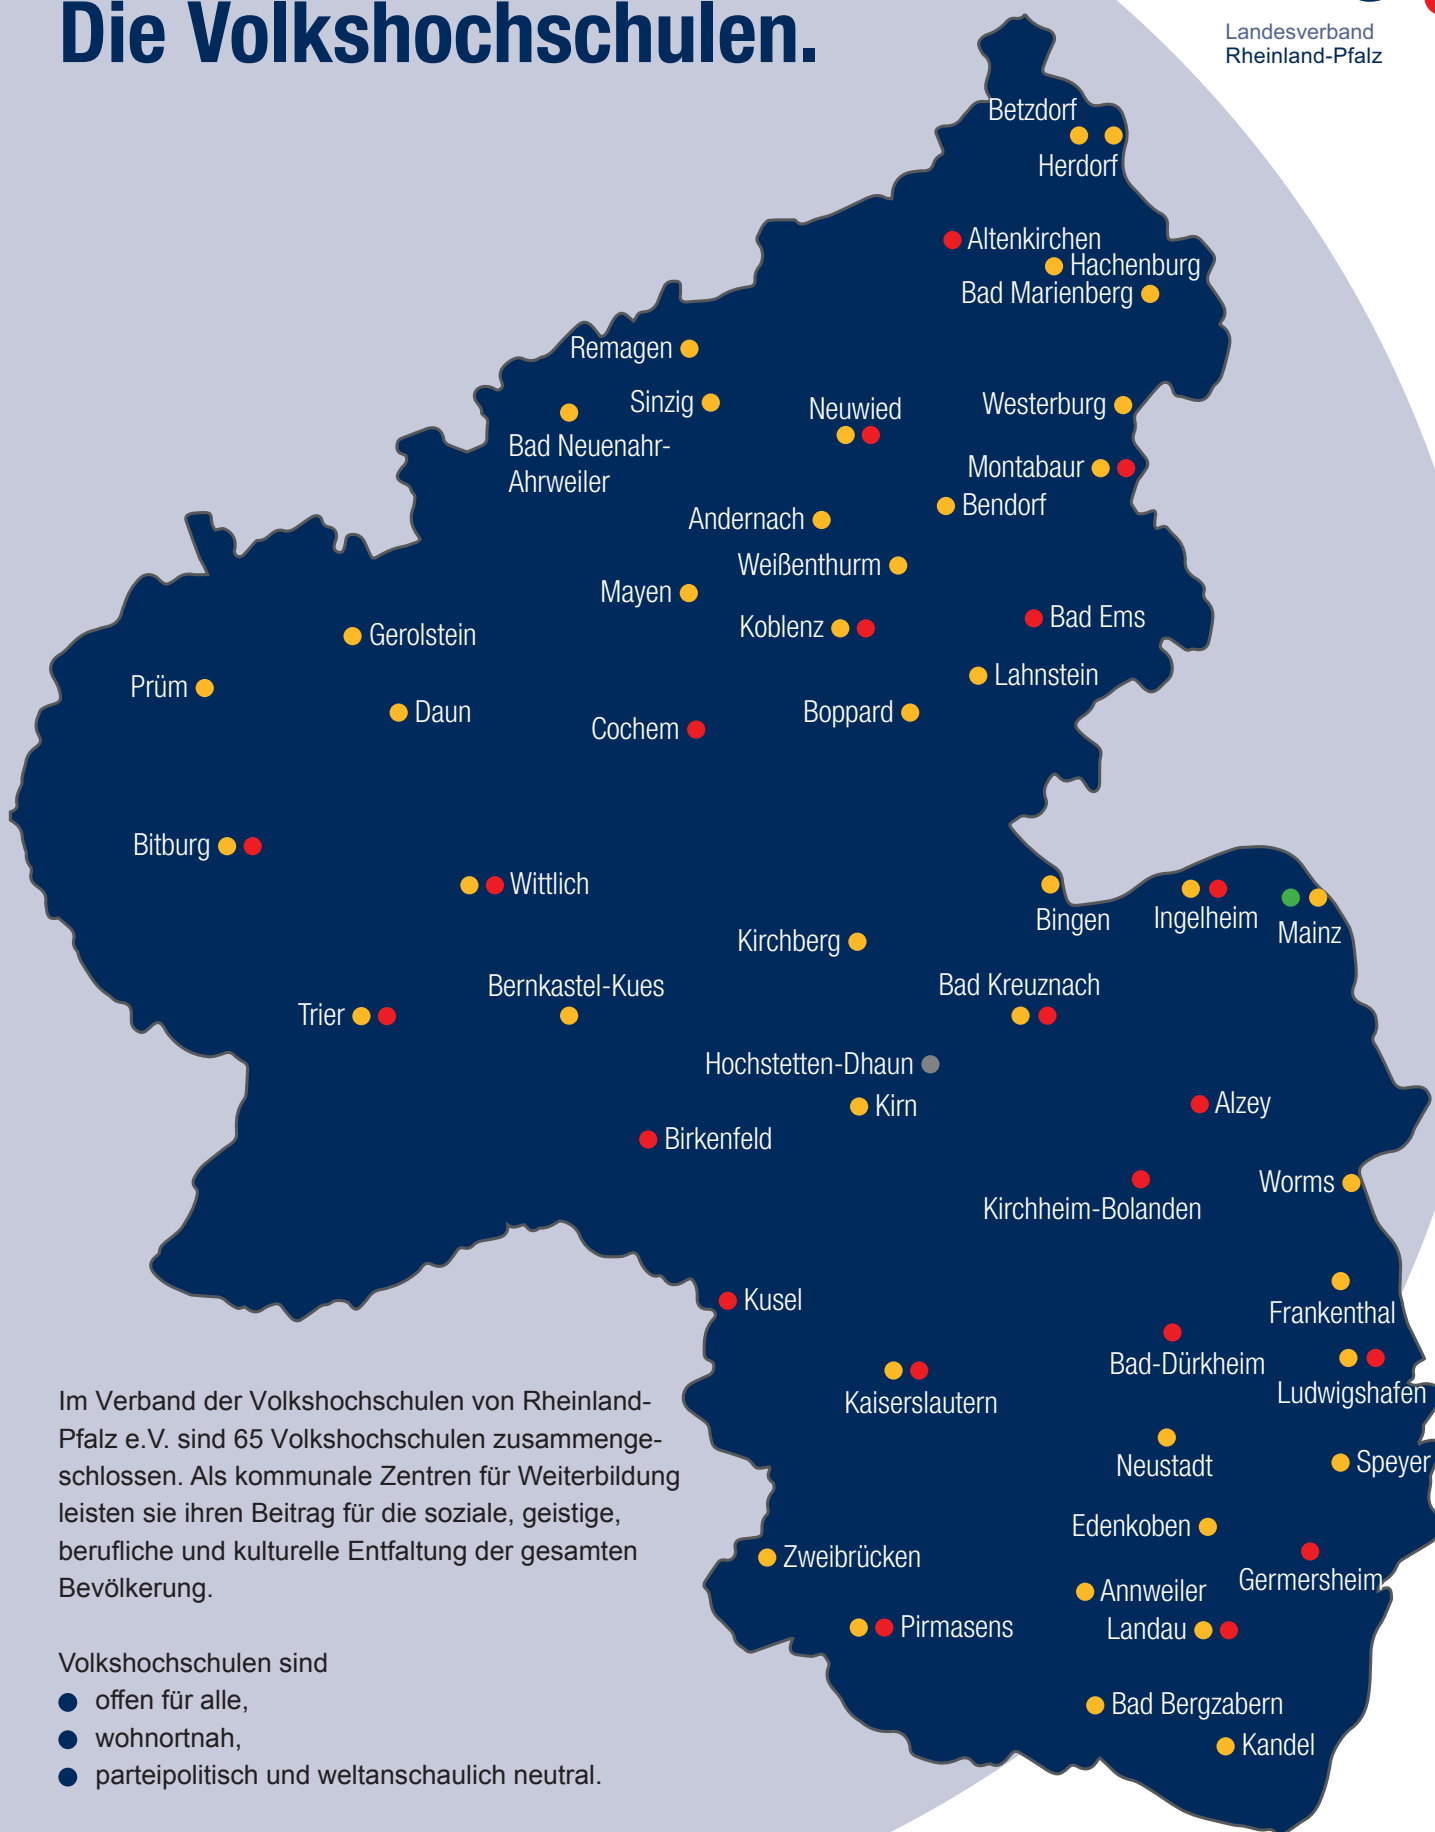 Die Volkshochschulen.
Landesverband
Rheinland-Pfalz
Betzdorf
Herdorf
Altenkirchen
Hachenburg
Bad Marienberg
Remagen
Sinzig
Neuwied
Westerburg
Bad Neuenahr-
Ahrweiler
Montabaur
Bendorf
Andernach
Weißenthurm
Mayen
Koblenz
Bad Ems
Gerolstein
Lahnstein
Prüm
Daun
Boppard
Cochem
Bitburg
Wittlich
Bingen
Ingelheim
Mainz
Kirchberg
Bernkastel-Kues
Bad Kreuznach
Trier
Hochstetten-Dhaun
Kirn
Alzey
Birkenfeld
Worms
Kirchheim-Bolanden
Kusel
Frankenthal
Bad-Dürkheim
Ludwigshafen
Kaiserslautern
Neustadt
Speyer
Edenkoben
Zweibrücken
Germersheim
Annweiler
Pirmasens
Landau
Bad Bergzabern
Kandel
Im Verband der Volkshochschulen von Rheinland-
Pfalz e.V. sind 65 Volkshochschulen zusammenge-
schlossen. Als kommunale Zentren für Weiterbildung
leisten sie ihren Beitrag für die soziale, geistige,
berufliche und kulturelle Entfaltung der gesamten
Bevölkerung.
Volkshochschulen sind
● offen für alle,
● wohnortnah,
● parteipolitisch und weltanschaulich neutral.